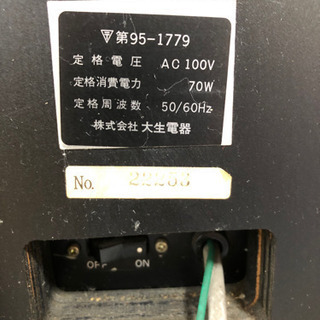 〒第95-1779
定格電圧 AC100V
定格消費電力 70W
定格周波数 50/60Hz
株式会社 大生電器
No. 22253
OFF ON